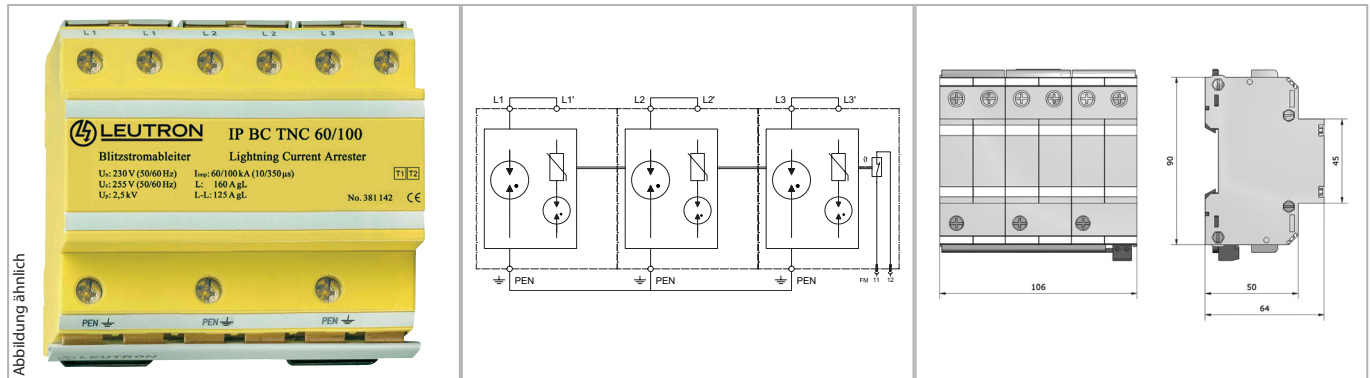 Abbildung ähnlich
L1 L1 L2 L2 L3 L3
LEUTRON IP BC TNC 60/100
Blitzstromableiter Lightning Current Arrester
Uₙ: 230 V (50/60 Hz) Iᵢₘₚ: 60/100 kA (10/350 µs) T1 T2
U꜀: 255 V (50/60 Hz) L: 160 A gL
Uₚ: 2,5 kV L-L: 125 A gL No. 381 142 CE
PEN PEN PEN
LEUTRON
L1 L1' L2 L2' L3 L3'
ϑ
PEN PEN PEN FM 11 12
90
45
106
50
64